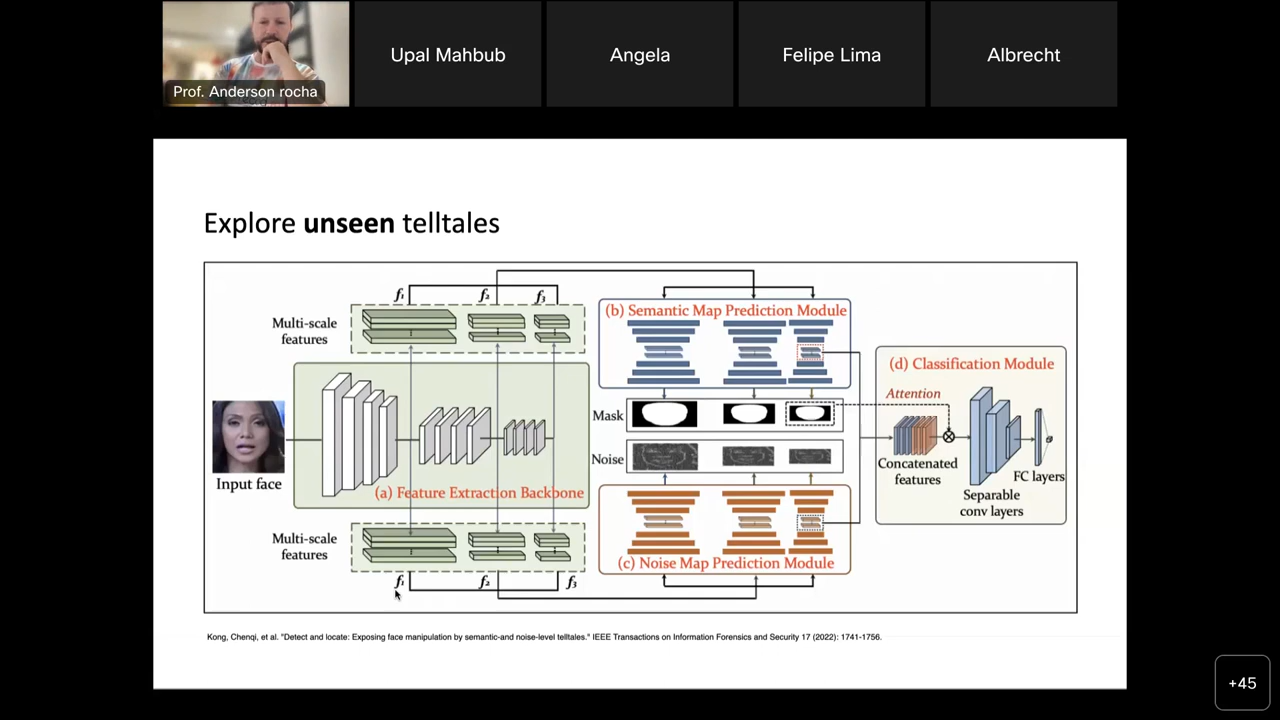 Prof. Anderson rocha
Upal Mahbub
Angela
Felipe Lima
Albrecht
Explore unseen telltales
f1
f2
f3
Multi-scale
features
Input face
(a) Feature Extraction Backbone
Multi-scale
features
f1
f2
f3
(b) Semantic Map Prediction Module
Mask
Noise
(c) Noise Map Prediction Module
(d) Classification Module
Attention
Concatenated
features
Separable
conv layers
FC layers
Kong, Chenqi, et al. "Detect and locate: Exposing face manipulation by semantic-and noise-level telltales." IEEE Transactions on Information Forensics and Security 17 (2022): 1741-1756.
+45